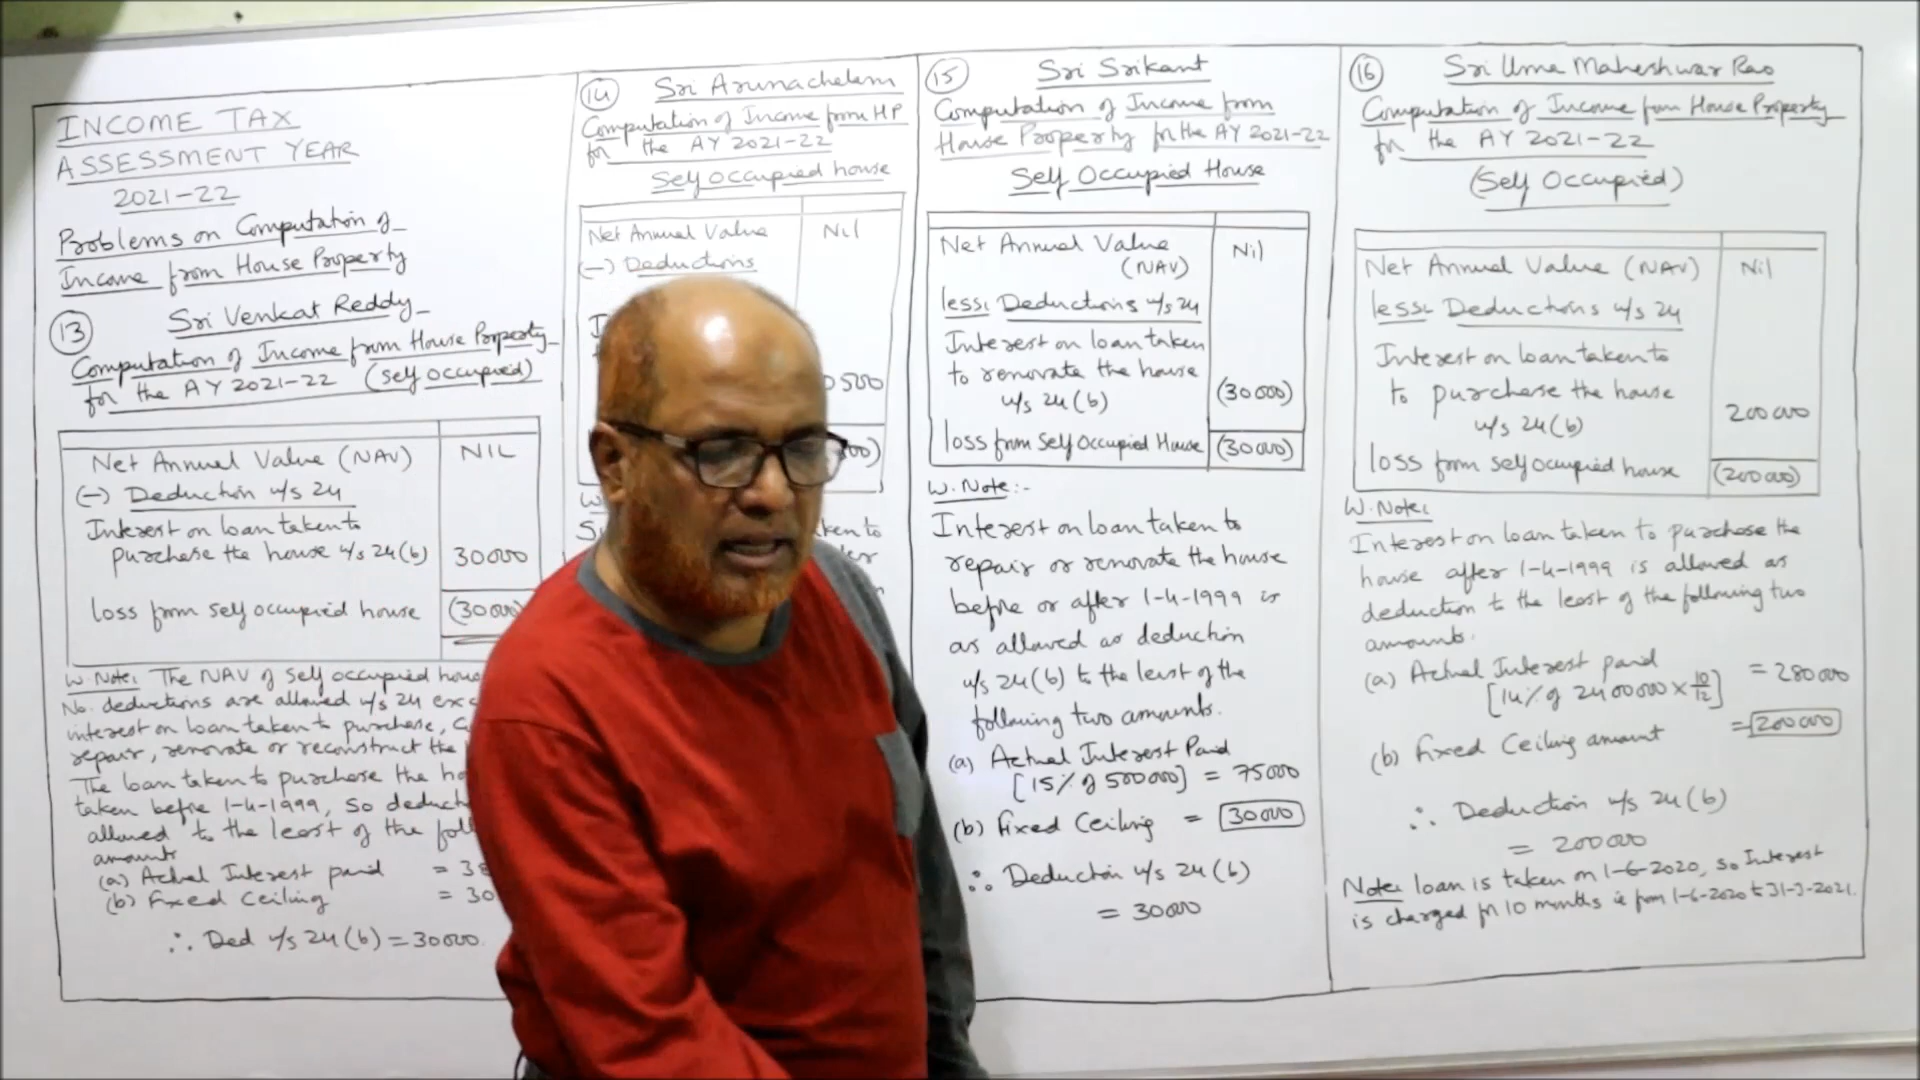 INCOME TAX
ASSESSMENT YEAR
2021-22
Problems on Computation of
Income from House Property
13 Sri Venkat Reddy
Computation of Income from House Property
for the AY 2021-22 (self occupied)
Net Annual Value (NAV) NIL
(-) Deduction u/s 24
Interest on loan taken to
purchase the house u/s 24(b) 30000
loss from self occupied house (30000)
W.Note: The NAV of self occupied
No. deductions are allowed u/s 24
interest on loan taken to purchase,
repair, renovate or reconstruct the
The loan taken to purchase the
taken before 1-4-1999, so
allowed to the least of the
amounts
(a) Actual Interest paid =
(b) Fixed Ceiling =
∴ Ded u/s 24(b) = 30000.
14 Sri Arunachelam
Computation of Income from HP
for the AY 2021-22
Self Occupied house
Net Annual Value Nil
(-) Deductions
15 Sri Srikant
Computation of Income from
House Property for the AY 2021-22
Self Occupied House
Net Annual Value Nil
(NAV)
less: Deductions u/s 24
Interest on loan taken
to renovate the house
u/s 24(b) (30000)
loss from Self Occupied House (30000)
W.Note:-
Interest on loan taken to
repair or renovate the house
before or after 1-4-1999 is
as allowed as deduction
u/s 24(b) to the least of the
following two amounts.
(a) Actual Interest Paid
[15% of 500000] = 75000
(b) Fixed Ceiling = 30000
∴ Deduction u/s 24(b)
= 30000
16 Sri Uma Maheshwar Rao
Computation of Income from House Property
for the AY 2021-22
(Self Occupied)
Net Annual Value (NAV) Nil
less: Deductions u/s 24
Interest on loan taken to
to purchase the house
u/s 24(b) 200000
loss from self occupied house (200000)
W.Note:
Interest on loan taken to purchase the
house after 1-4-1999 is allowed as
deduction to the least of the following two
amounts.
(a) Actual Interest paid
[14% of 2400000 × 10/12] = 280000
(b) Fixed Ceiling amount = 200000
∴ Deduction u/s 24(b)
= 200000
Note: loan is taken on 1-6-2020, so Interest
is charged for 10 months ie from 1-6-2020 to 31-3-2021.